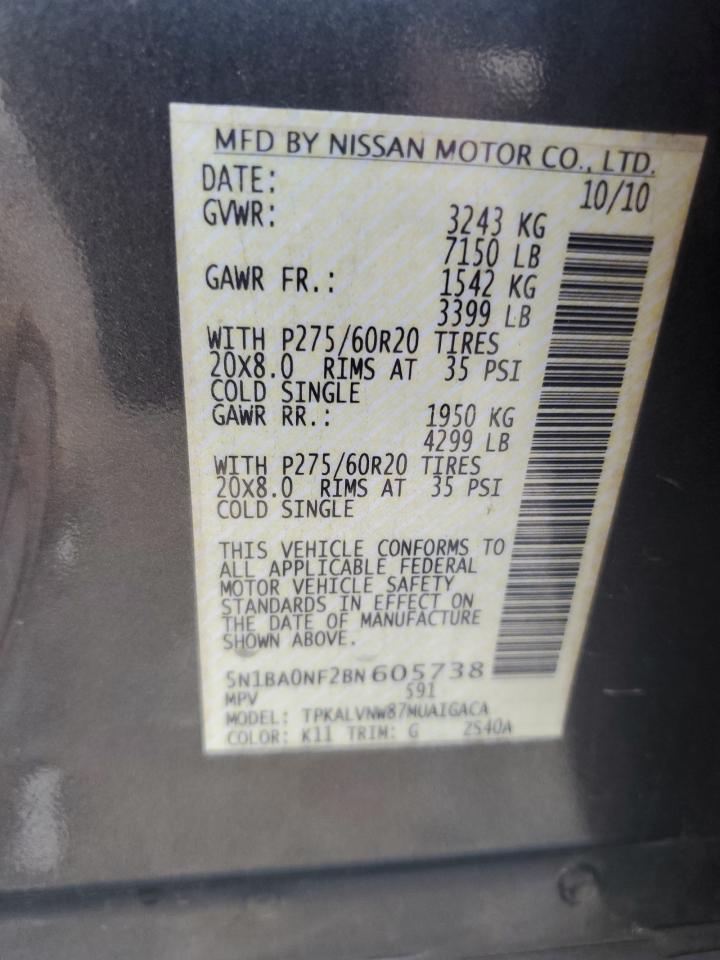 MFD BY NISSAN MOTOR CO., LTD.
DATE: 10/10
GVWR: 3243 KG
7150 LB
GAWR FR.: 1542 KG
3399 LB
WITH P275/60R20 TIRES
20X8.0 RIMS AT 35 PSI
COLD SINGLE
GAWR RR.: 1950 KG
4299 LB
WITH P275/60R20 TIRES
20X8.0 RIMS AT 35 PSI
COLD SINGLE
THIS VEHICLE CONFORMS TO
ALL APPLICABLE FEDERAL
MOTOR VEHICLE SAFETY
STANDARDS IN EFFECT ON
THE DATE OF MANUFACTURE
SHOWN ABOVE.
5N1BA0NF2BN 605738
MPV 591
MODEL: TPKALVNW87MUAIGACA
COLOR: K11 TRIM: G ZS40A